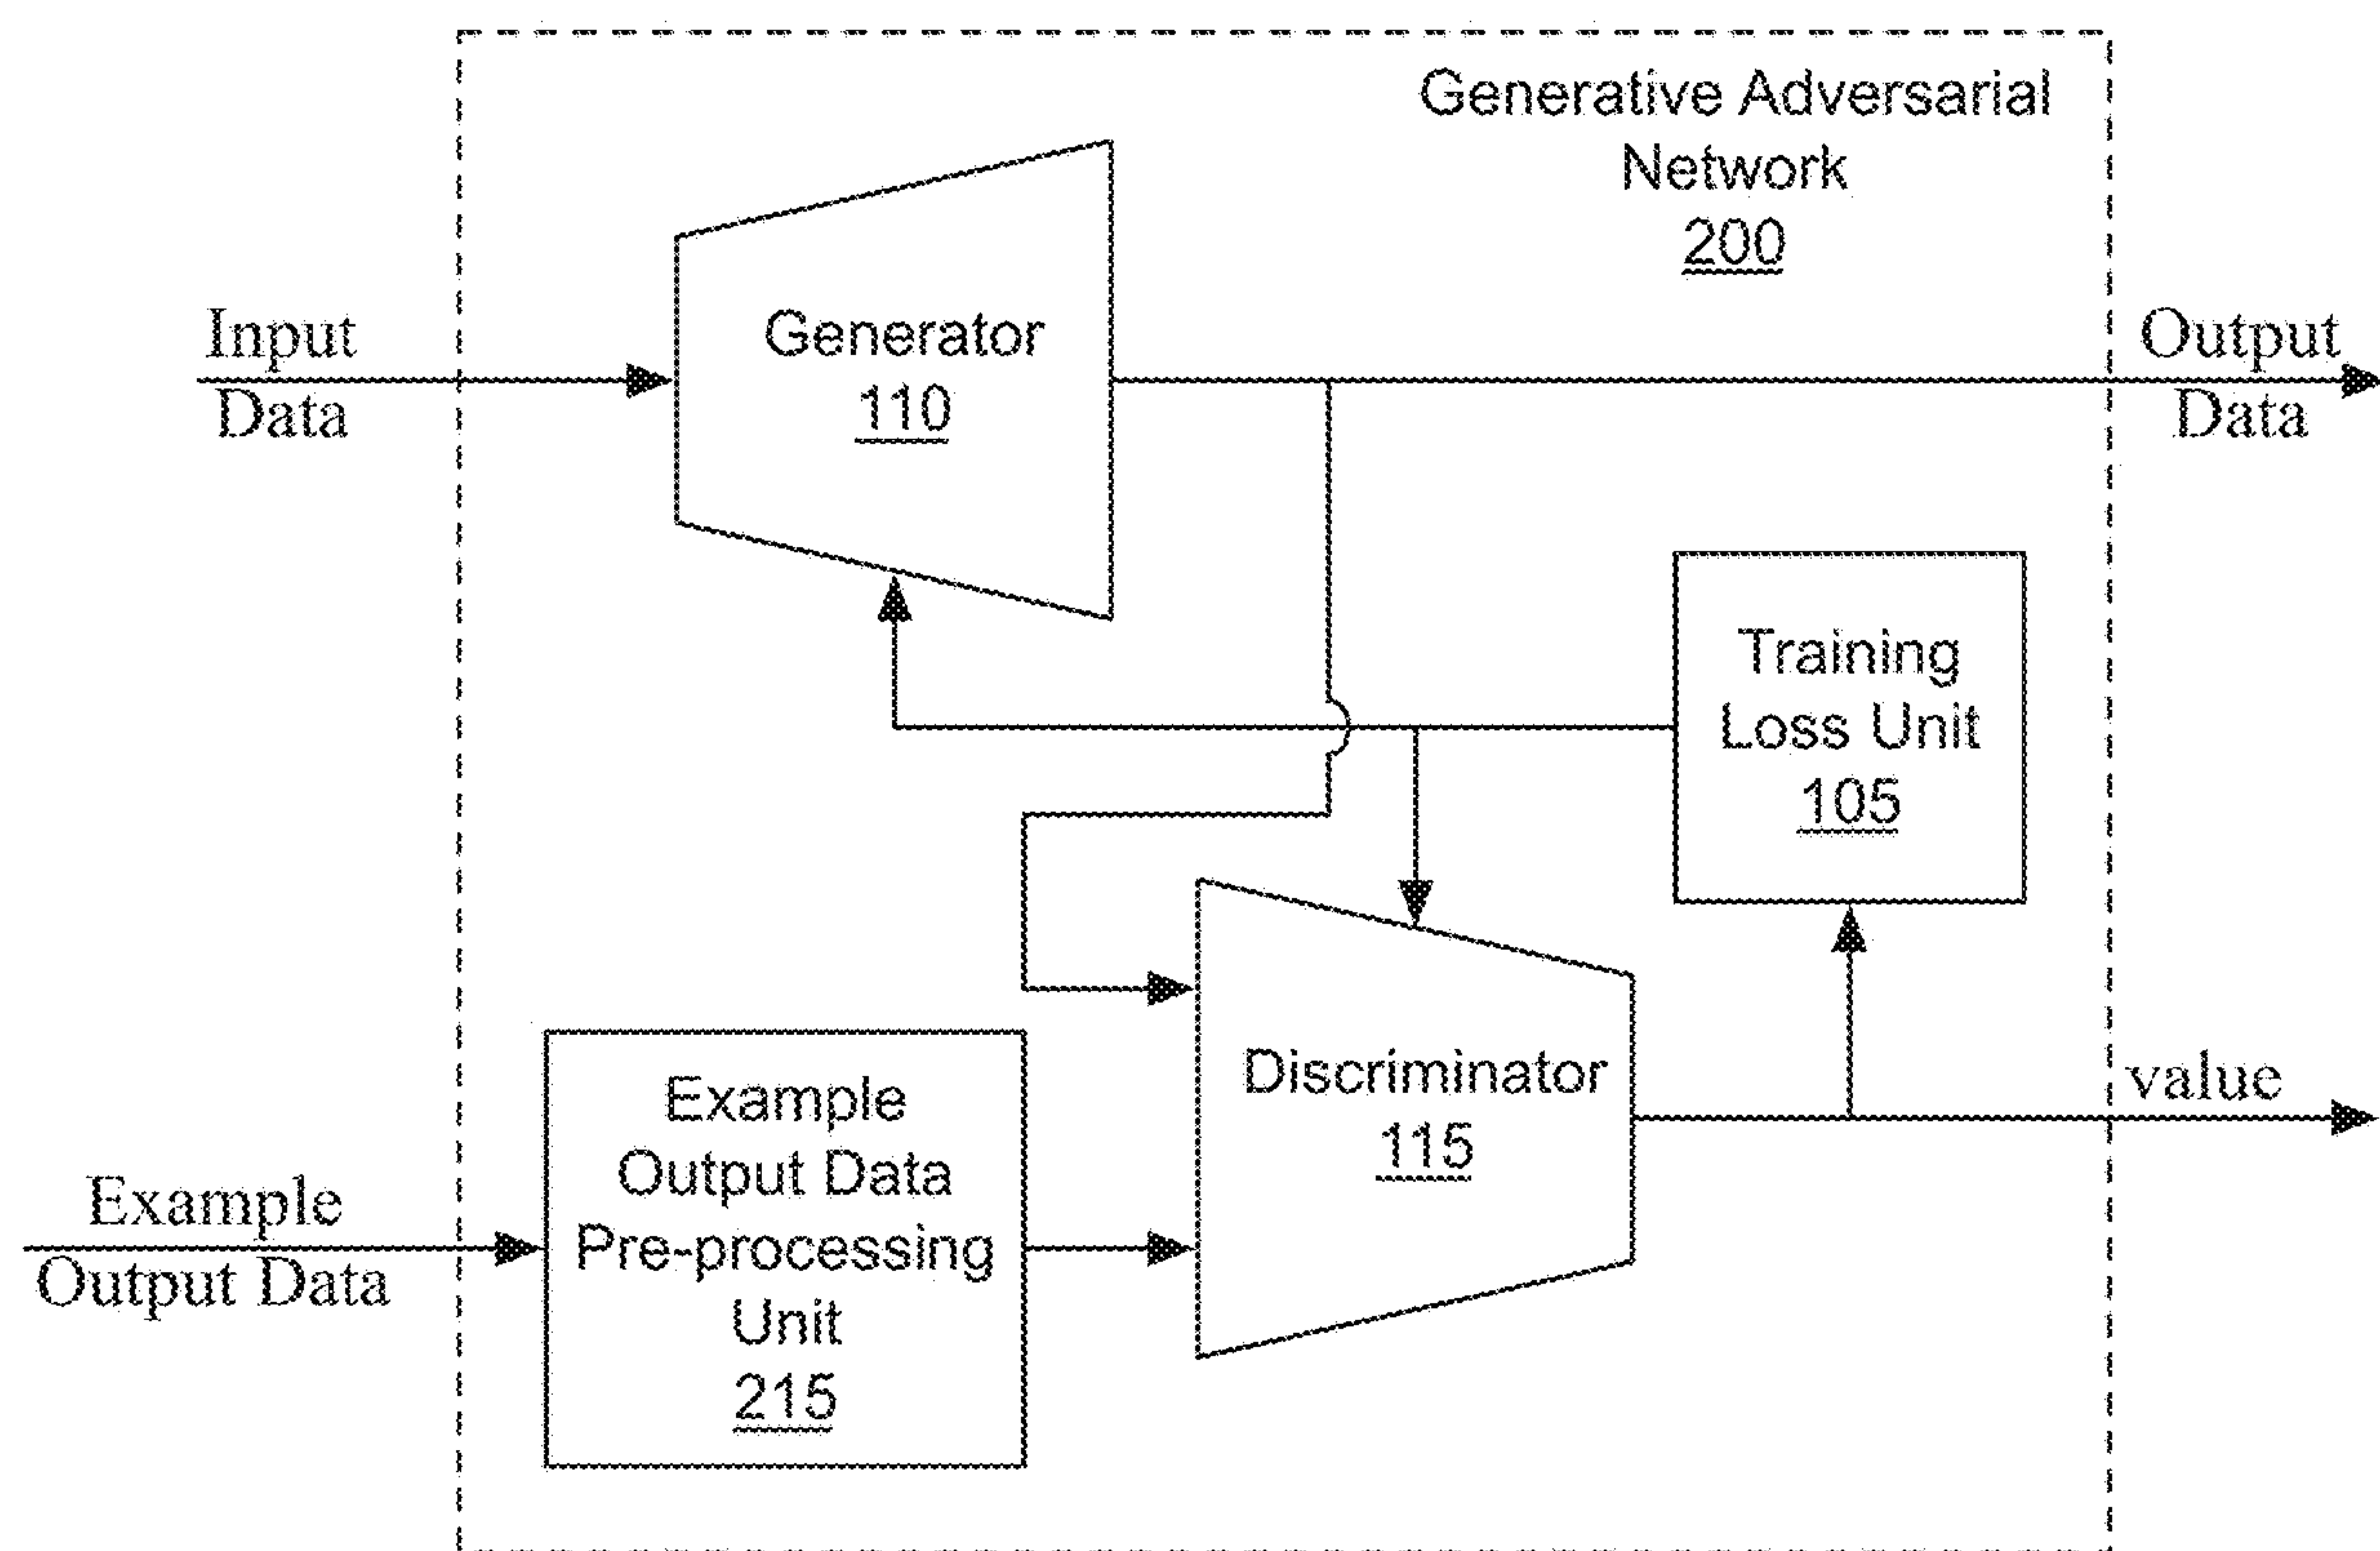 Generative Adversarial
Network
200
Input
Data
Generator
110
Output
Data
Training
Loss Unit
105
Discriminator
115
value
Example
Output Data
Example
Output Data
Pre-processing
Unit
215